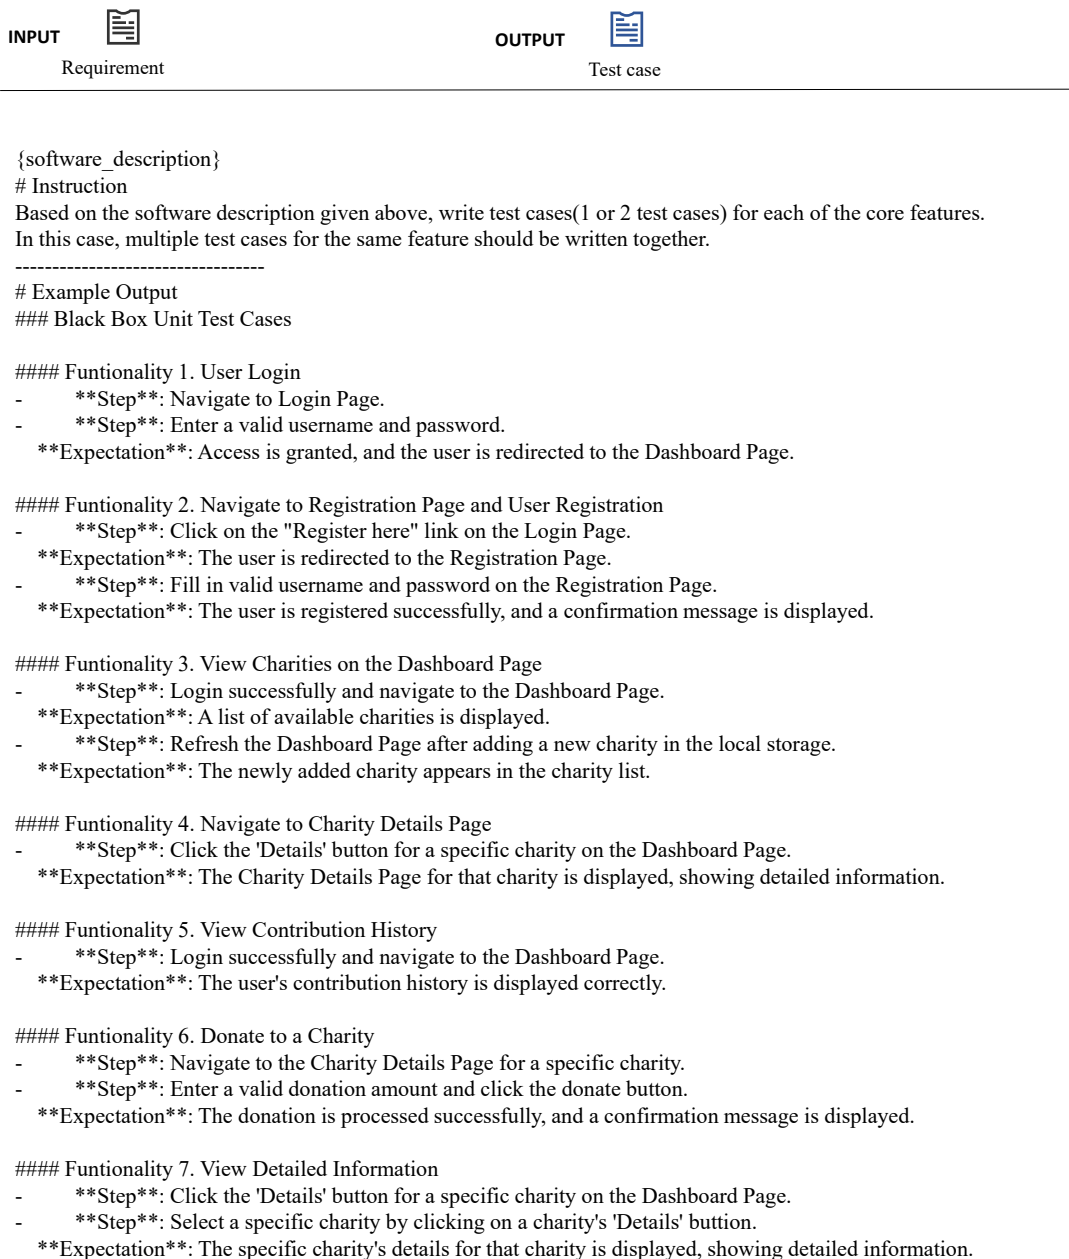 INPUT
OUTPUT
Requirement
Test case
{software_description}
# Instruction
Based on the software description given above, write test cases(1 or 2 test cases) for each of the core features.
In this case, multiple test cases for the same feature should be written together.
----------------------------------
# Example Output
### Black Box Unit Test Cases
#### Funtionality 1. User Login
- **Step**: Navigate to Login Page.
- **Step**: Enter a valid username and password.
**Expectation**: Access is granted, and the user is redirected to the Dashboard Page.
#### Funtionality 2. Navigate to Registration Page and User Registration
- **Step**: Click on the "Register here" link on the Login Page.
**Expectation**: The user is redirected to the Registration Page.
- **Step**: Fill in valid username and password on the Registration Page.
**Expectation**: The user is registered successfully, and a confirmation message is displayed.
#### Funtionality 3. View Charities on the Dashboard Page
- **Step**: Login successfully and navigate to the Dashboard Page.
**Expectation**: A list of available charities is displayed.
- **Step**: Refresh the Dashboard Page after adding a new charity in the local storage.
**Expectation**: The newly added charity appears in the charity list.
#### Funtionality 4. Navigate to Charity Details Page
- **Step**: Click the 'Details' button for a specific charity on the Dashboard Page.
**Expectation**: The Charity Details Page for that charity is displayed, showing detailed information.
#### Funtionality 5. View Contribution History
- **Step**: Login successfully and navigate to the Dashboard Page.
**Expectation**: The user's contribution history is displayed correctly.
#### Funtionality 6. Donate to a Charity
- **Step**: Navigate to the Charity Details Page for a specific charity.
- **Step**: Enter a valid donation amount and click the donate button.
**Expectation**: The donation is processed successfully, and a confirmation message is displayed.
#### Funtionality 7. View Detailed Information
- **Step**: Click the 'Details' button for a specific charity on the Dashboard Page.
- **Step**: Select a specific charity by clicking on a charity's 'Details' buttion.
**Expectation**: The specific charity's details for that charity is displayed, showing detailed information.